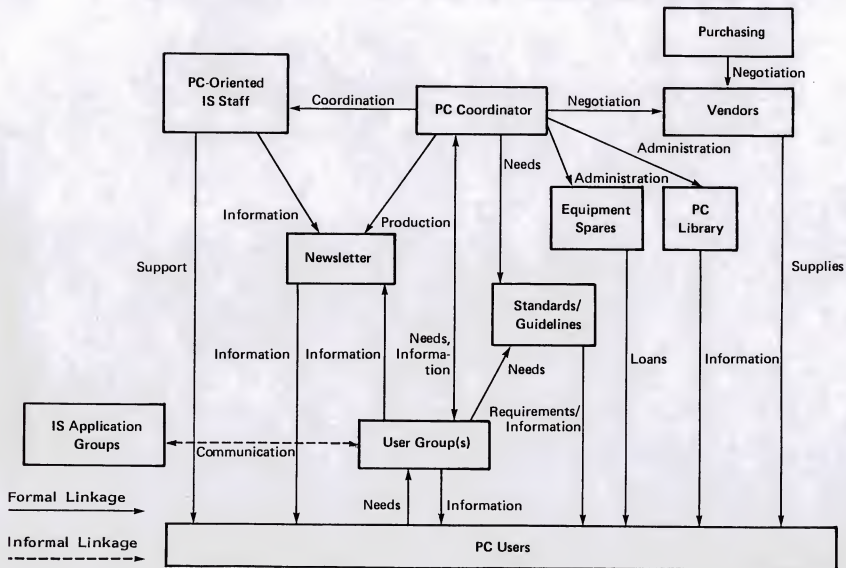 Purchasing
Negotiation
PC-Oriented
IS Staff
Coordination
PC Coordinator
Negotiation
Vendors
Administration
Needs
Administration
Information
Production
Equipment
Spares
PC
Library
Newsletter
Support
Supplies
Standards/
Guidelines
Information
Information
Needs,
Informa-
tion
Needs
Loans
Information
Requirements/
Information
IS Application
Groups
Communication
User Group(s)
Formal Linkage
Needs
Information
Informal Linkage
PC Users